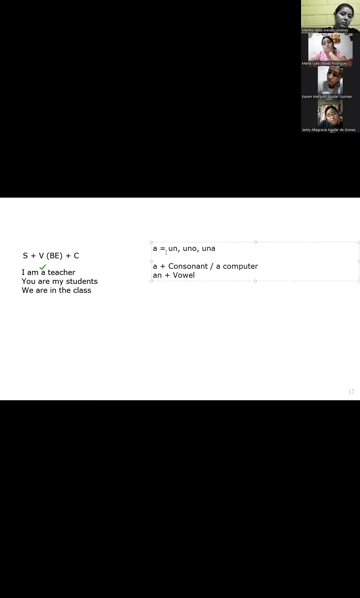 S + V (BE) + C
I am a teacher
You are my students
We are in the class
a = un, uno, una
a + Consonant / a computer
an + Vowel